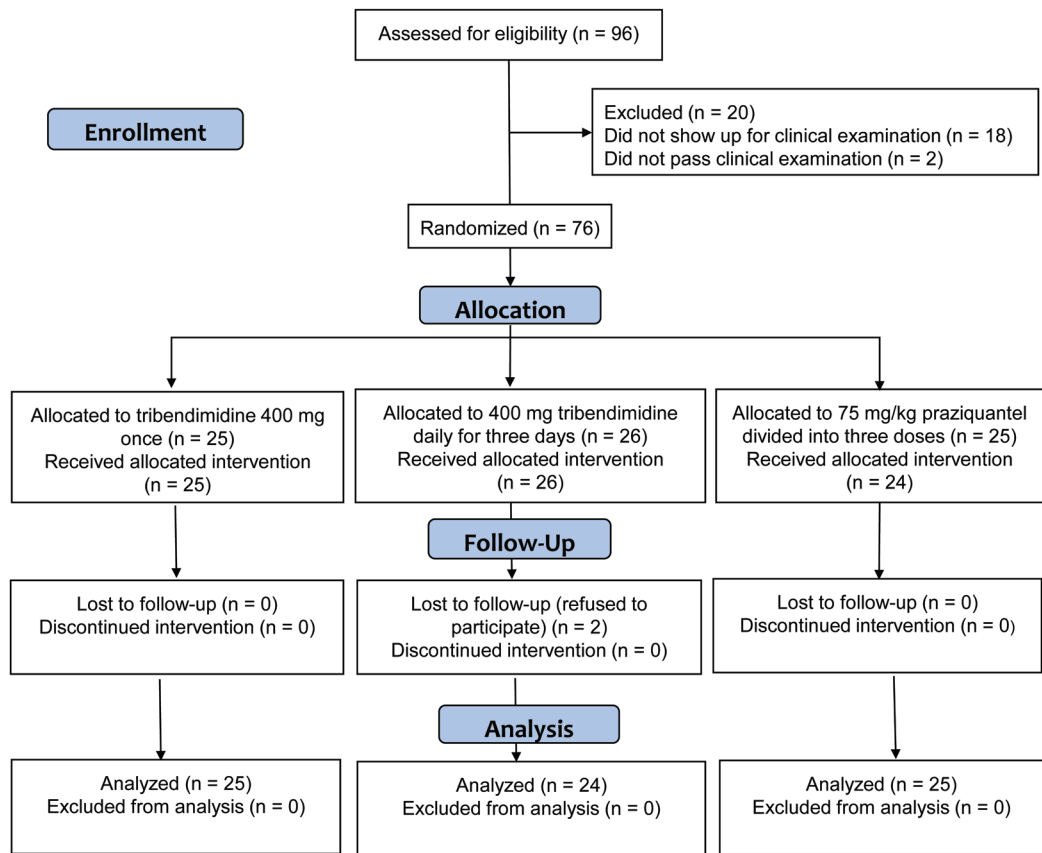 Assessed for eligibility (n = 96)
Enrollment
Excluded (n = 20)
Did not show up for clinical examination (n = 18)
Did not pass clinical examination (n = 2)
Randomized (n = 76)
Allocation
Allocated to tribendimidine 400 mg
once (n = 25)
Received allocated intervention
(n = 25)
Allocated to 400 mg tribendimidine
daily for three days (n = 26)
Received allocated intervention
(n = 26)
Allocated to 75 mg/kg praziquantel
divided into three doses (n = 25)
Received allocated intervention
(n = 24)
Follow-Up
Lost to follow-up (n = 0)
Discontinued intervention (n = 0)
Lost to follow-up (refused to
participate) (n = 2)
Discontinued intervention (n = 0)
Lost to follow-up (n = 0)
Discontinued intervention (n = 0)
Analysis
Analyzed (n = 25)
Excluded from analysis (n = 0)
Analyzed (n = 24)
Excluded from analysis (n = 0)
Analyzed (n = 25)
Excluded from analysis (n = 0)